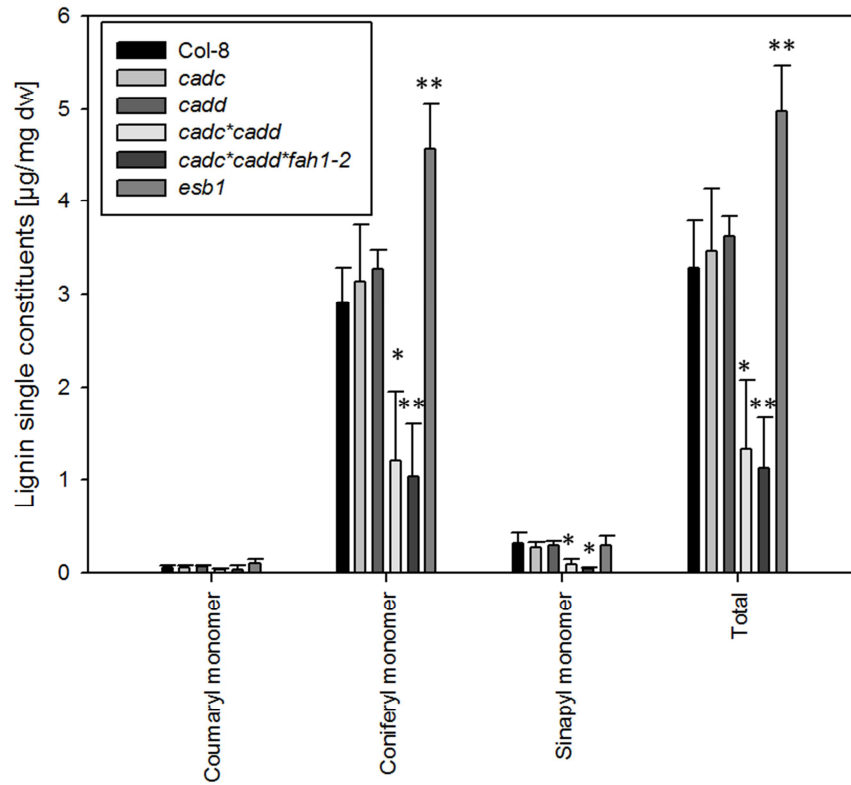 Lignin single constituents [µg/mg dw]
6
5
4
3
2
1
0
Col-8
cadc
cadd
cadc*cadd
cadc*cadd*fah1-2
esb1
*
**
**
*
*
*
**
**
Coumaryl monomer
Coniferyl monomer
Sinapyl monomer
Total